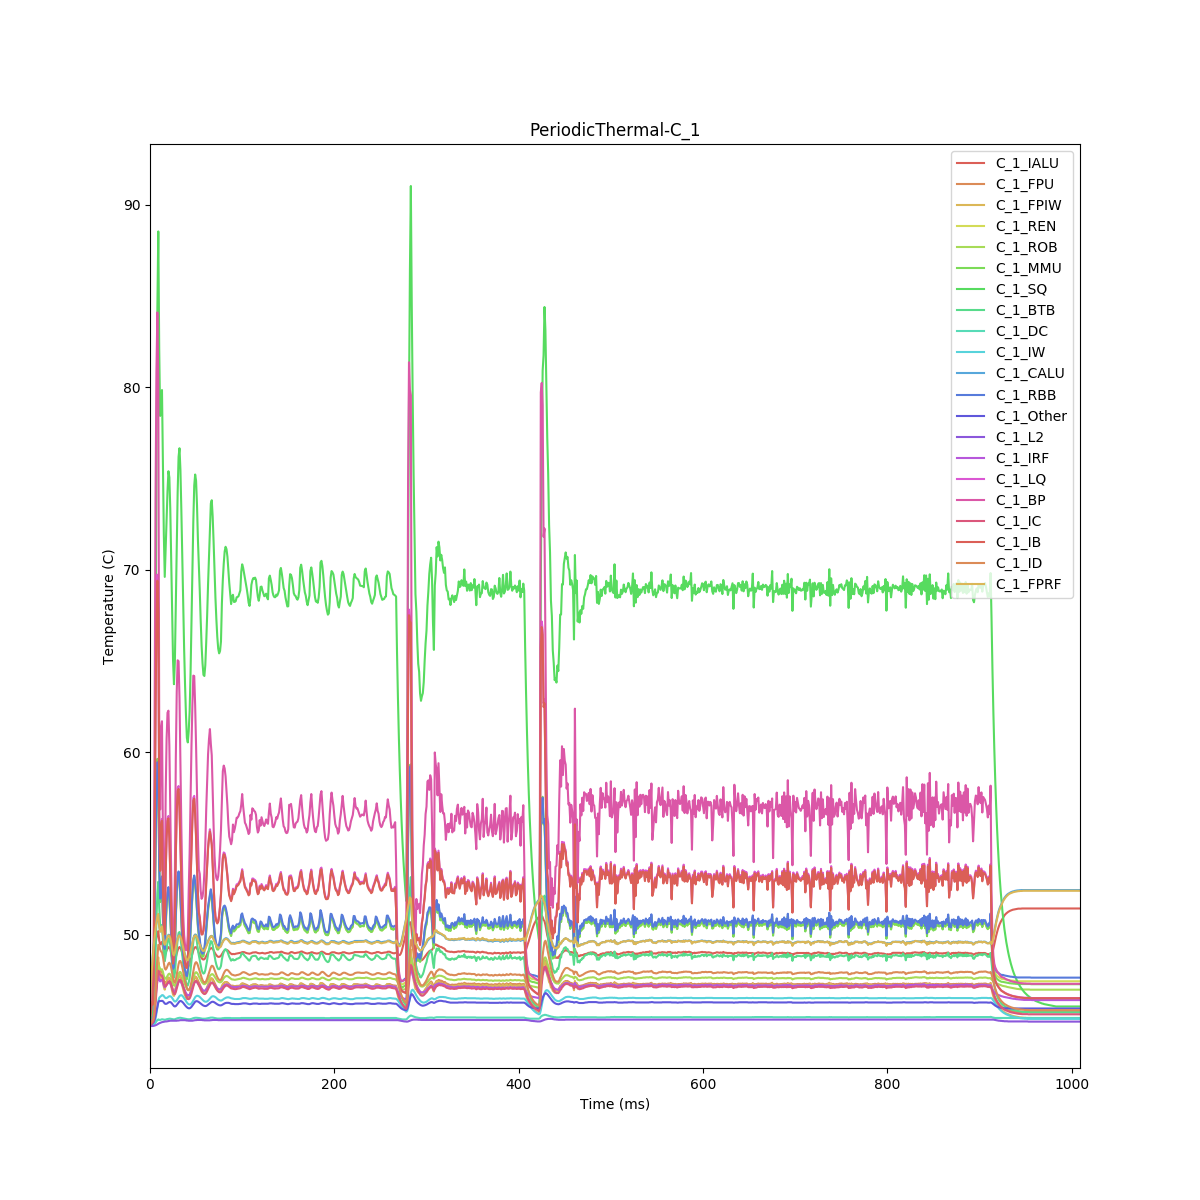 PeriodicThermal-C_1
C_1_IALU
C_1_FPU
C_1_FPIW
C_1_REN
C_1_ROB
C_1_MMU
C_1_SQ
C_1_BTB
C_1_DC
C_1_IW
C_1_CALU
C_1_RBB
C_1_Other
C_1_L2
C_1_IRF
C_1_LQ
C_1_BP
C_1_IC
C_1_IB
C_1_ID
C_1_FPRF
90
80
70
60
50
Temperature (C)
0 200 400 600 800 1000
Time (ms)